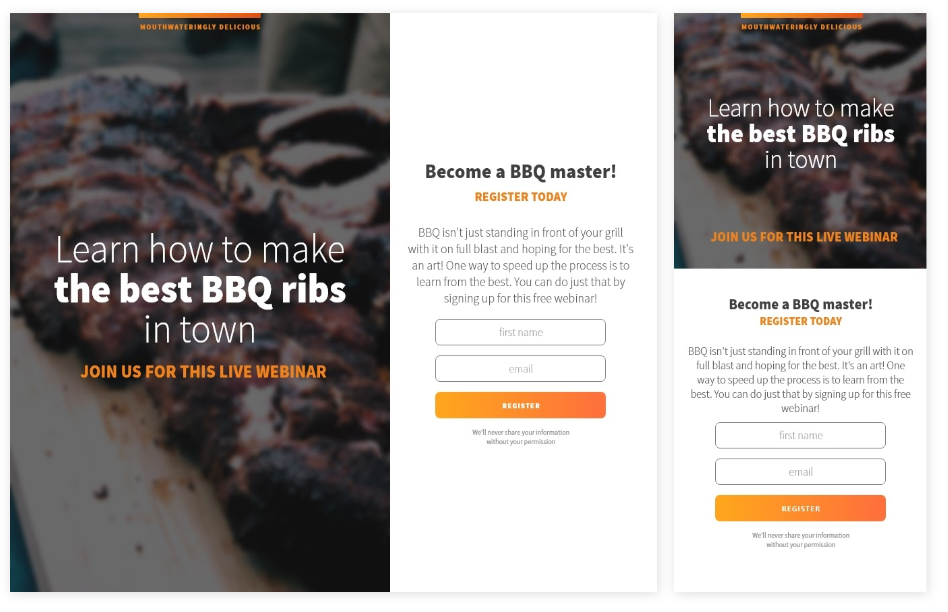 MOUTHWATERINGLY DELICIOUS
Learn how to make
the best BBQ ribs
in town
JOIN US FOR THIS LIVE WEBINAR
Become a BBQ master!
REGISTER TODAY
BBQ isn't just standing in front of your grill
with it on full blast and hoping for the best. It's
an art! One way to speed up the process is to
learn from the best. You can do just that by
signing up for this free webinar!
first name
email
REGISTER
We'll never share your information
without your permission
MOUTHWATERINGLY DELICIOUS
Learn how to make
the best BBQ ribs
in town
JOIN US FOR THIS LIVE WEBINAR
Become a BBQ master!
REGISTER TODAY
BBQ isn't just standing in front of your grill with it on
full blast and hoping for the best. It's an art! One
way to speed up the process is to learn from the
best. You can do just that by signing up for this free
webinar!
first name
email
REGISTER
We'll never share your information
without your permission